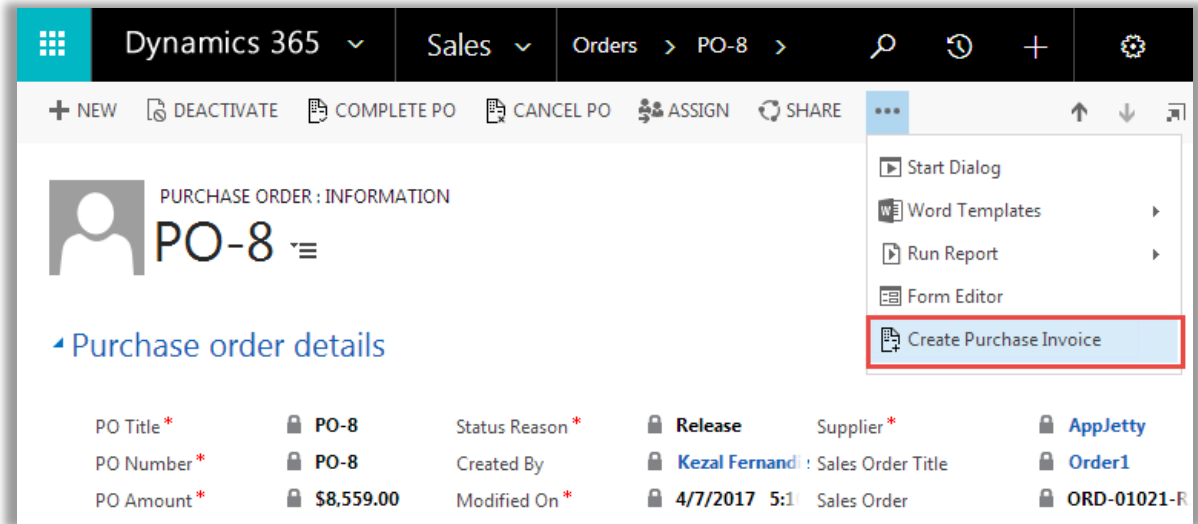 Dynamics 365 Sales Orders > PO-8 >
+ NEW DEACTIVATE COMPLETE PO CANCEL PO ASSIGN SHARE •••
Start Dialog
PURCHASE ORDER : INFORMATION
Word Templates
PO-8
Run Report
Form Editor
Purchase order details
Create Purchase Invoice
PO Title* PO-8 Status Reason* Release Supplier* AppJetty
PO Number* PO-8 Created By Kezal Sales Order Title Order1
PO Amount* $8,559.00 Modified On* 4/7/2017 Sales Order